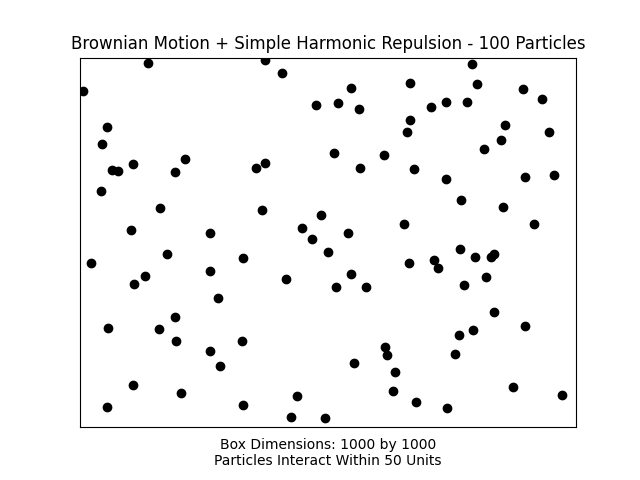 Brownian Motion + Simple Harmonic Repulsion - 100 Particles
Box Dimensions: 1000 by 1000
Particles Interact Within 50 Units